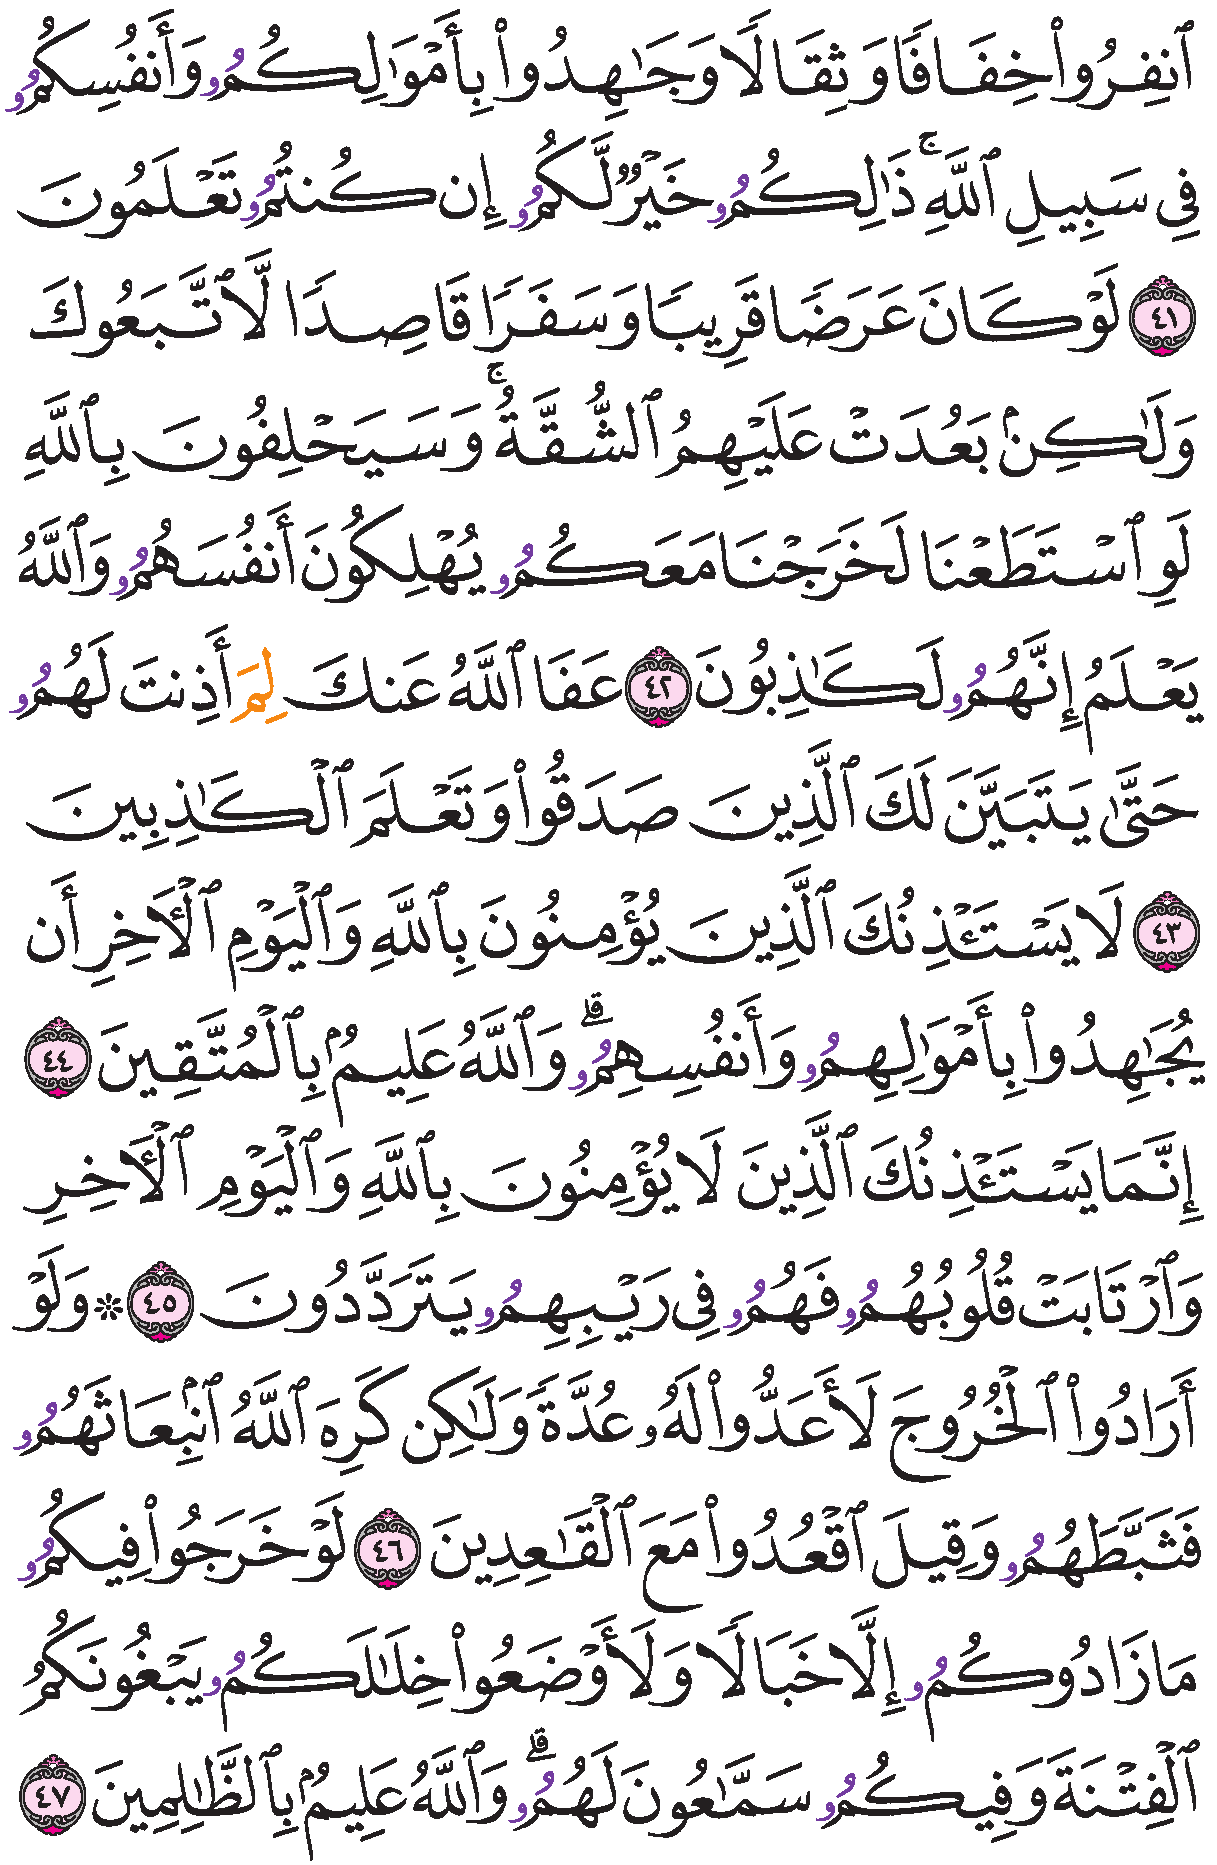 ٱنفِرُوا۟ خِفَافًا وَثِقَالًا وَجَٰهِدُوا۟ بِأَمْوَٰلِكُمُۥ وَأَنفُسِكُمُۥ
فِي سَبِيلِ ٱللَّهِۚ ذَٰلِكُمُۥ خَيْرٌ لَّكُمُۥ إِن كُنتُمُۥ تَعْلَمُونَ
٤١ لَوْ كَانَ عَرَضًا قَرِيبًا وَسَفَرًا قَاصِدًا لَّٱتَّبَعُوكَ
وَلَٰكِنۢ بَعُدَتْ عَلَيْهِمُ ٱلشُّقَّةُۚ وَسَيَحْلِفُونَ بِٱللَّهِ
لَوِ ٱسْتَطَعْنَا لَخَرَجْنَا مَعَكُمُۥ يُهْلِكُونَ أَنفُسَهُمُۥ وَٱللَّهُ
يَعْلَمُ إِنَّهُمُۥ لَكَٰذِبُونَ ٤٢ عَفَا ٱللَّهُ عَنكَ لِمَ أَذِنتَ لَهُمُۥ
حَتَّىٰ يَتَبَيَّنَ لَكَ ٱلَّذِينَ صَدَقُوا۟ وَتَعْلَمَ ٱلْكَٰذِبِينَ
٤٣ لَا يَسْتَـْٔذِنُكَ ٱلَّذِينَ يُؤْمِنُونَ بِٱللَّهِ وَٱلْيَوْمِ ٱلْأَخِرِ أَن
يُجَٰهِدُوا۟ بِأَمْوَٰلِهِمُۥ وَأَنفُسِهِمُۥۗ وَٱللَّهُ عَلِيمُۢ بِٱلْمُتَّقِينَ ٤٤
إِنَّمَا يَسْتَـْٔذِنُكَ ٱلَّذِينَ لَا يُؤْمِنُونَ بِٱللَّهِ وَٱلْيَوْمِ ٱلْأَخِرِ
وَٱرْتَابَتْ قُلُوبُهُمُۥ فَهُمُۥ فِي رَيْبِهِمُۥ يَتَرَدَّدُونَ ٤٥ ۞ وَلَوْ
أَرَادُوا۟ ٱلْخُرُوجَ لَأَعَدُّوا۟ لَهُۥ عُدَّةً وَلَٰكِن كَرِهَ ٱللَّهُ ٱنۢبِعَاثَهُمُۥ
فَثَبَّطَهُمُۥ وَقِيلَ ٱقْعُدُوا۟ مَعَ ٱلْقَٰعِدِينَ ٤٦ لَوْ خَرَجُوا۟ فِيكُمُۥ
مَا زَادُوكُمُۥ إِلَّا خَبَالًا وَلَأَوْضَعُوا۟ خِلَٰلَكُمُۥ يَبْغُونَكُمُ
ٱلْفِتْنَةَ وَفِيكُمُۥ سَمَّٰعُونَ لَهُمُۥۗ وَٱللَّهُ عَلِيمُۢ بِٱلظَّٰلِمِينَ ٤٧